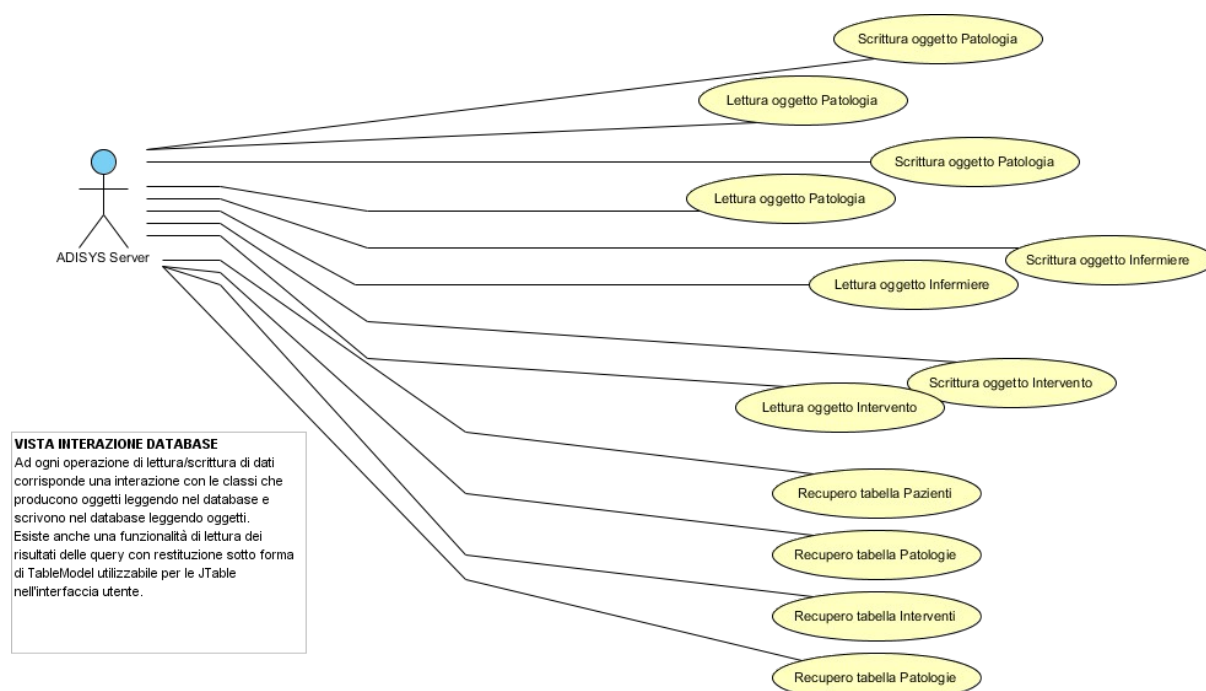 Scrittura oggetto Patologia
Lettura oggetto Patologia
Scrittura oggetto Patologia
Lettura oggetto Patologia
ADISYS Server
Scrittura oggetto Infermiere
Lettura oggetto Infermiere
Scrittura oggetto Intervento
Lettura oggetto Intervento
VISTA INTERAZIONE DATABASE
Ad ogni operazione di lettura/scrittura di dati
corrisponde una interazione con le classi che
producono oggetti leggendo nel database e
scrivono nel database leggendo oggetti.
Esiste anche una funzionalità di lettura dei
risultati delle query con restituzione sotto forma
di TableModel utilizzabile per le JTable
nell'interfaccia utente.
Recupero tabella Pazienti
Recupero tabella Patologie
Recupero tabella Interventi
Recupero tabella Patologie